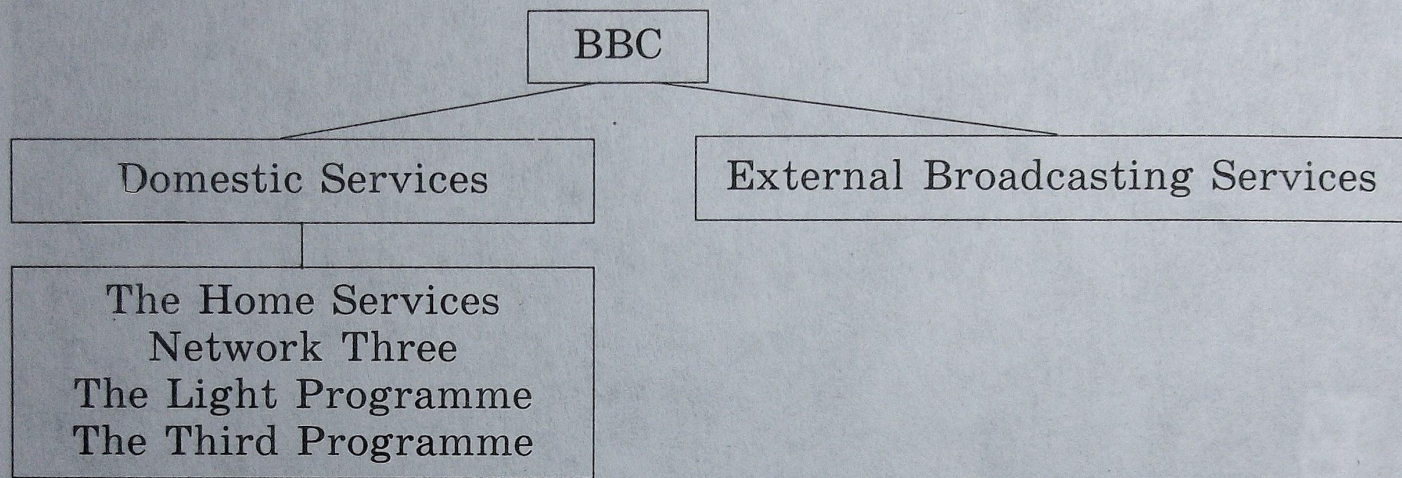 BBC
Domestic Services
External Broadcasting Services
The Home Services
Network Three
The Light Programme
The Third Programme